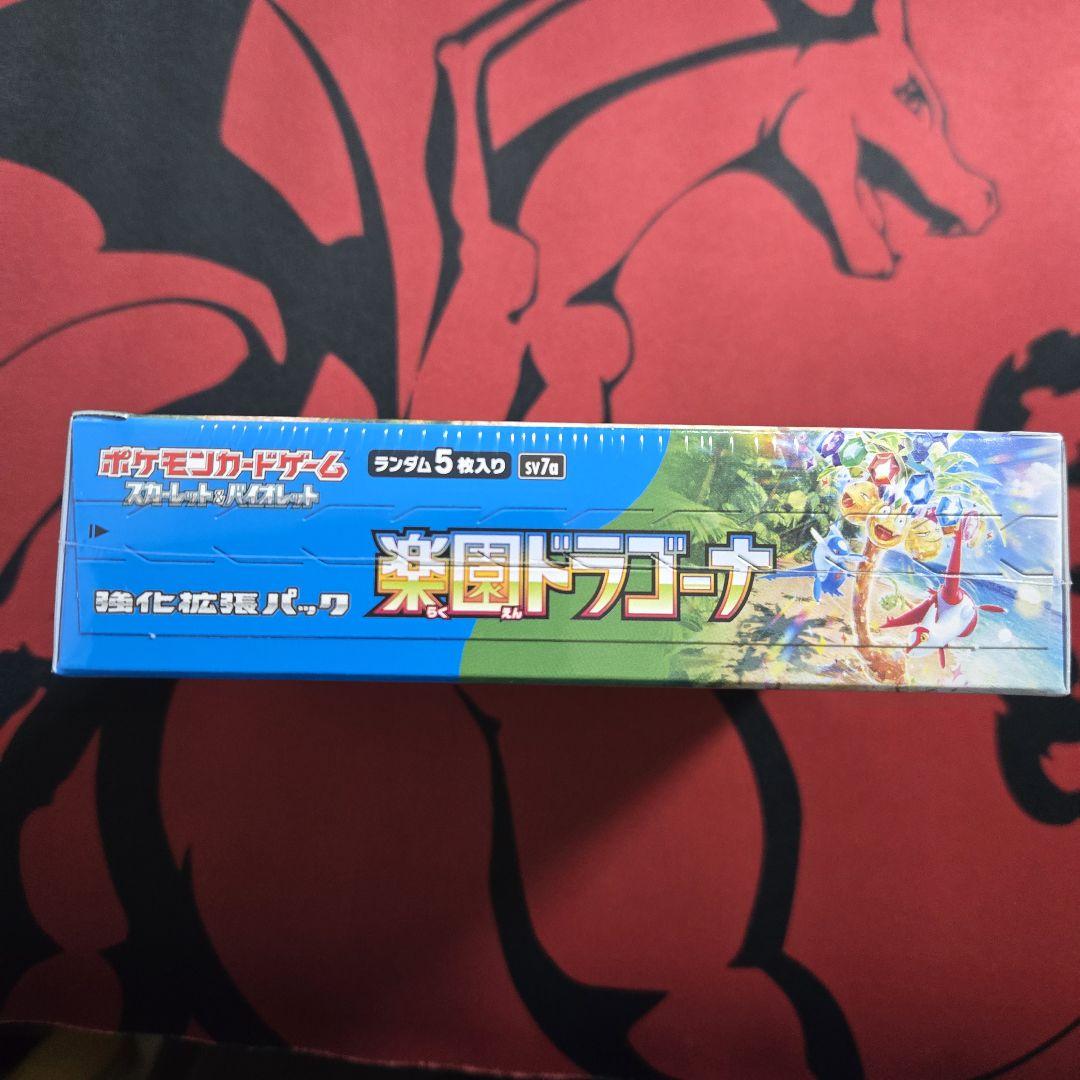 ポケモンカードゲーム
スカーレット&バイオレット
ランダム5枚入り sv7a
強化拡張パック
楽園ドラゴーナ
らく えん